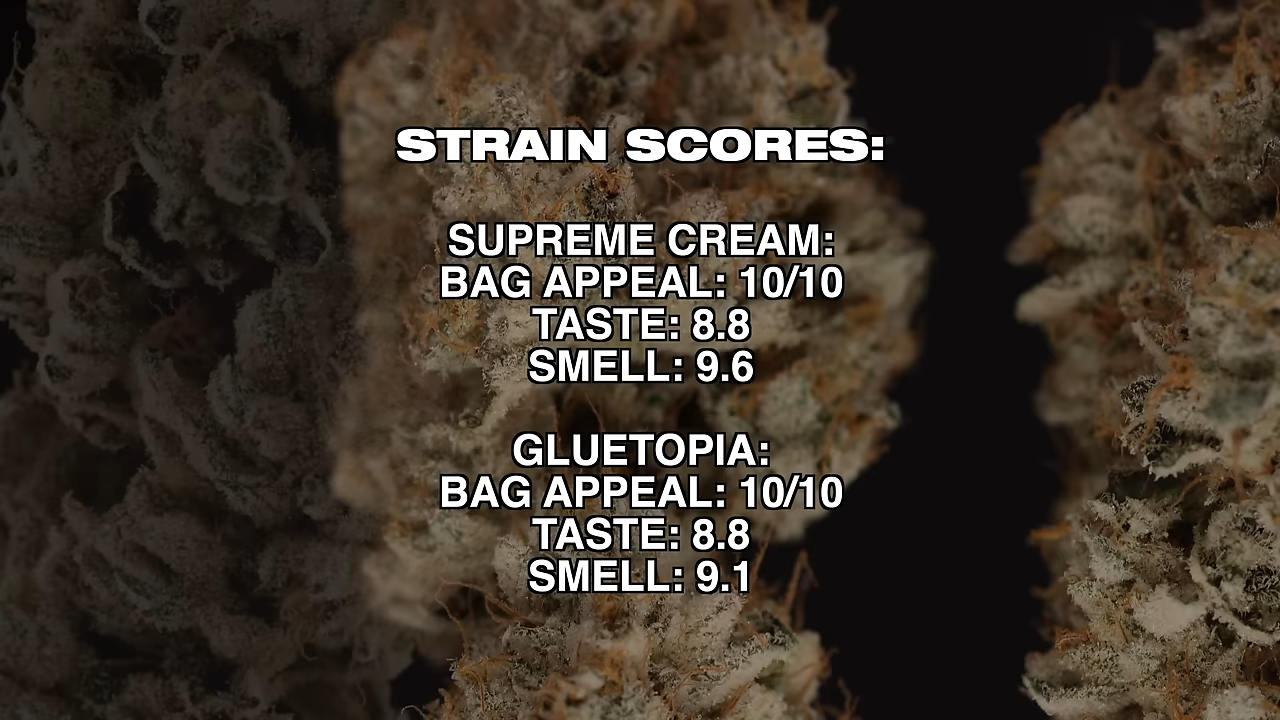 STRAIN SCORES:
SUPREME CREAM:
BAG APPEAL: 10/10
TASTE: 8.8
SMELL: 9.6
GLUETOPIA:
BAG APPEAL: 10/10
TASTE: 8.8
SMELL: 9.1